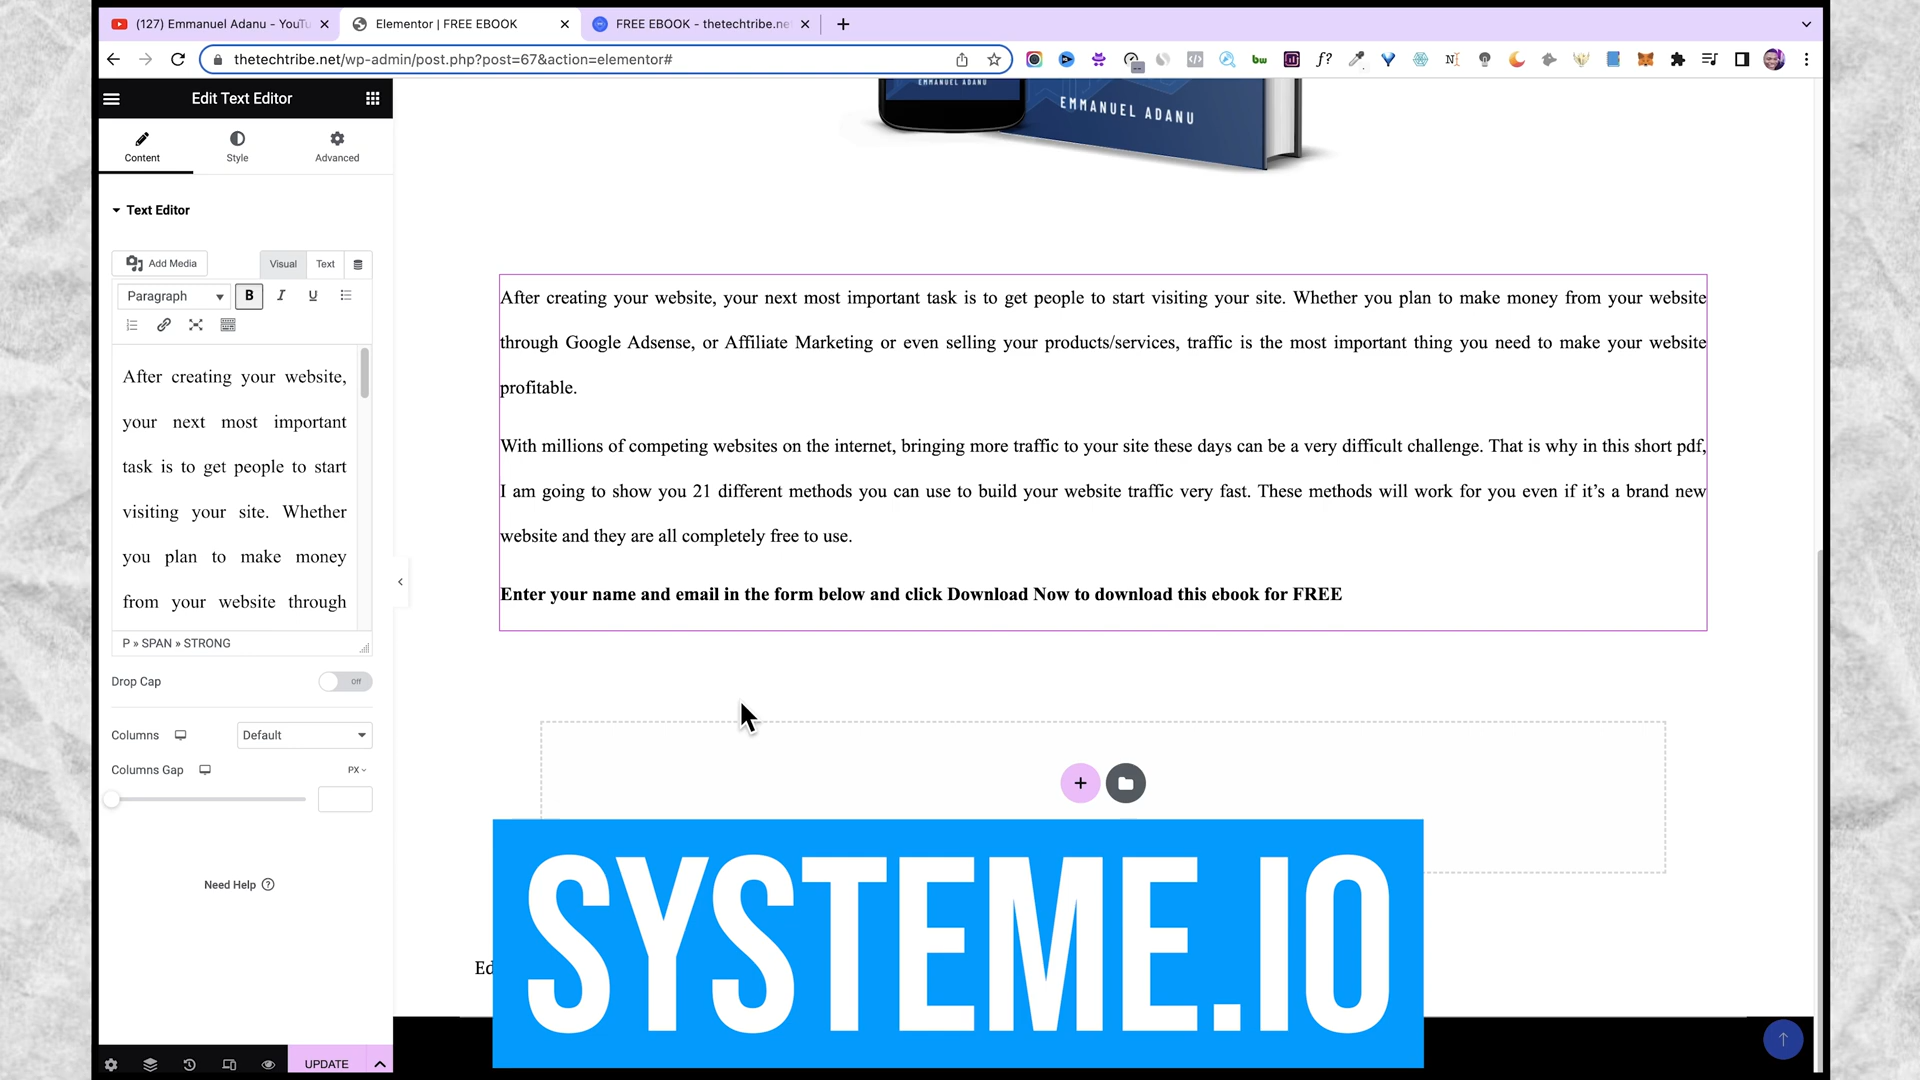 (127) Emmanuel Adanu - YouTu
Elementor | FREE EBOOK
FREE EBOOK - thetechtribe.ne
thetechtribe.net/wp-admin/post.php?post=67&action=elementor#
Edit Text Editor
Content
Style
Advanced
Text Editor
Add Media
Visual
Text
Paragraph
B
I
U
After creating your website,
your next most important
task is to get people to start
visiting your site. Whether
you plan to make money
from your website through
P » SPAN » STRONG
Drop Cap
Off
Columns
Default
Columns Gap
PX
Need Help
UPDATE
EMMANUEL ADANU
EMMANUEL ADANU
After creating your website, your next most important task is to get people to start visiting your site. Whether you plan to make money from your website
through Google Adsense, or Affiliate Marketing or even selling your products/services, traffic is the most important thing you need to make your website
profitable.
With millions of competing websites on the internet, bringing more traffic to your site these days can be a very difficult challenge. That is why in this short pdf,
I am going to show you 21 different methods you can use to build your website traffic very fast. These methods will work for you even if it’s a brand new
website and they are all completely free to use.
Enter your name and email in the form below and click Download Now to download this ebook for FREE
Ed
SYSTEME.IO